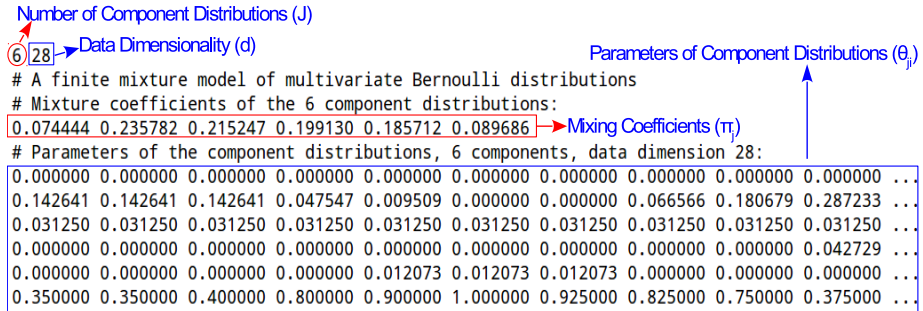 Number of Component Distributions (J)
6 28 Data Dimensionality (d)
Parameters of Component Distributions (θji)
# A finite mixture model of multivariate Bernoulli distributions
# Mixture coefficients of the 6 component distributions:
0.074444 0.235782 0.215247 0.199130 0.185712 0.089686 Mixing Coefficients (πj)
# Parameters of the component distributions, 6 components, data dimension 28:
0.000000 0.000000 0.000000 0.000000 0.000000 0.000000 0.000000 0.000000 0.000000 0.000000 ...
0.142641 0.142641 0.142641 0.047547 0.009509 0.000000 0.000000 0.066566 0.180679 0.287233 ...
0.031250 0.031250 0.031250 0.031250 0.031250 0.031250 0.031250 0.031250 0.031250 0.031250 ...
0.000000 0.000000 0.000000 0.000000 0.000000 0.000000 0.000000 0.000000 0.000000 0.042729 ...
0.000000 0.000000 0.000000 0.000000 0.012073 0.012073 0.012073 0.000000 0.000000 0.000000 ...
0.350000 0.350000 0.400000 0.800000 0.900000 1.000000 0.925000 0.825000 0.750000 0.375000 ...